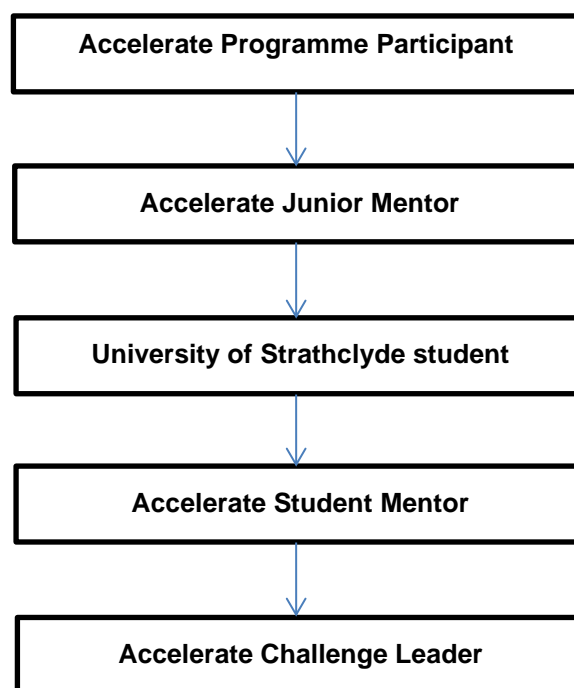 Accelerate Programme Participant
Accelerate Junior Mentor
University of Strathclyde student
Accelerate Student Mentor
Accelerate Challenge Leader